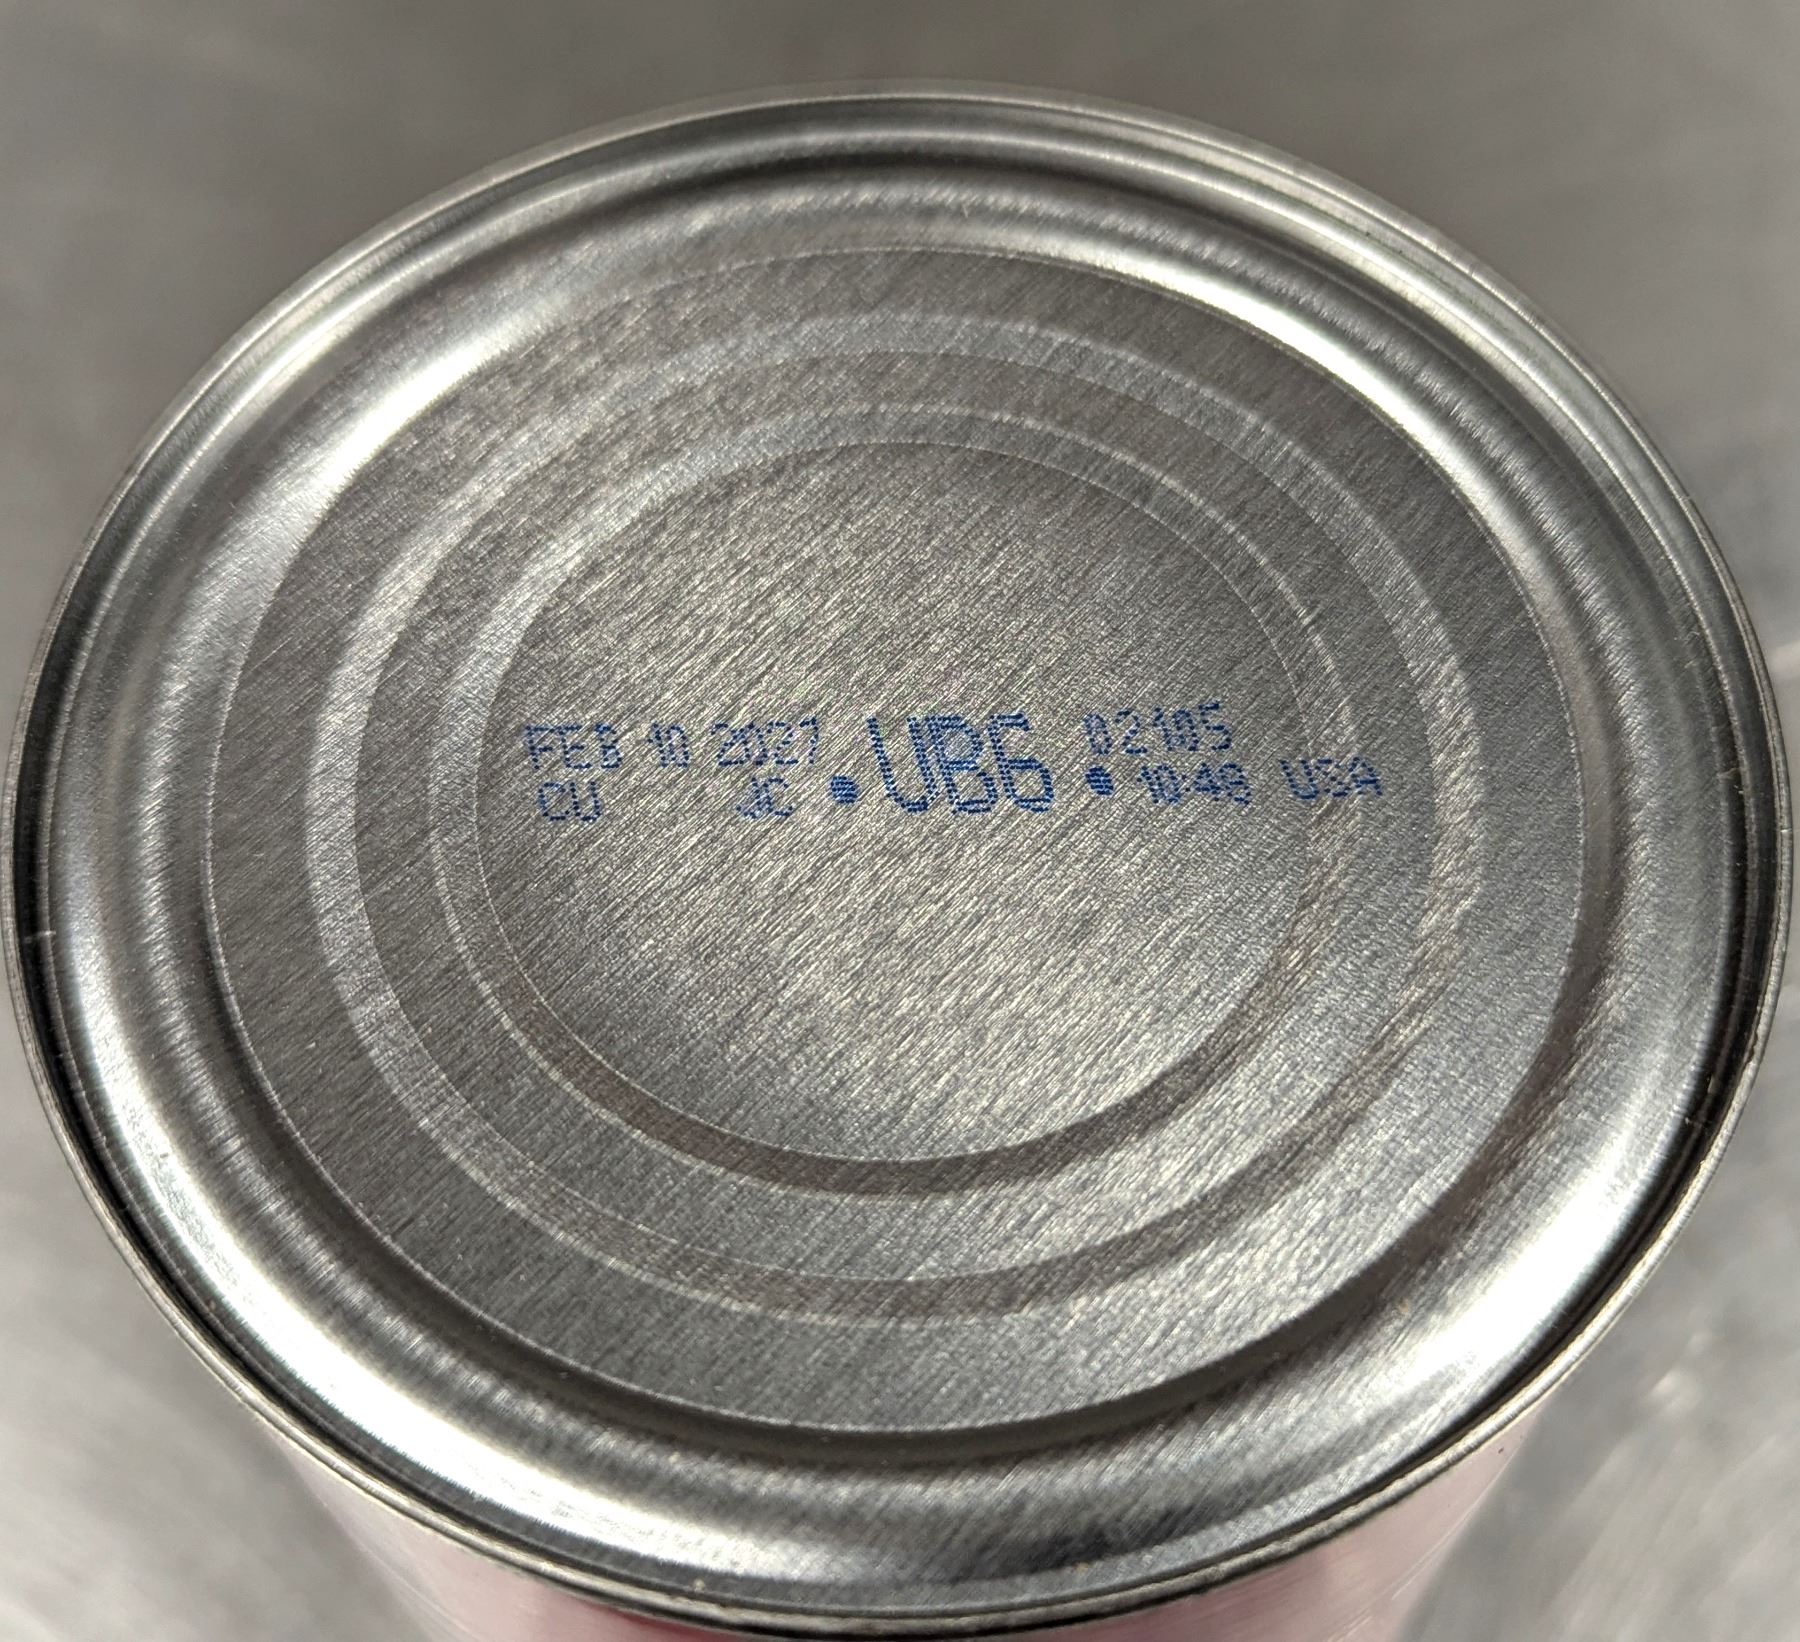 FEB 10 2027 UB6 02105
CU JC • • 10:48 USA